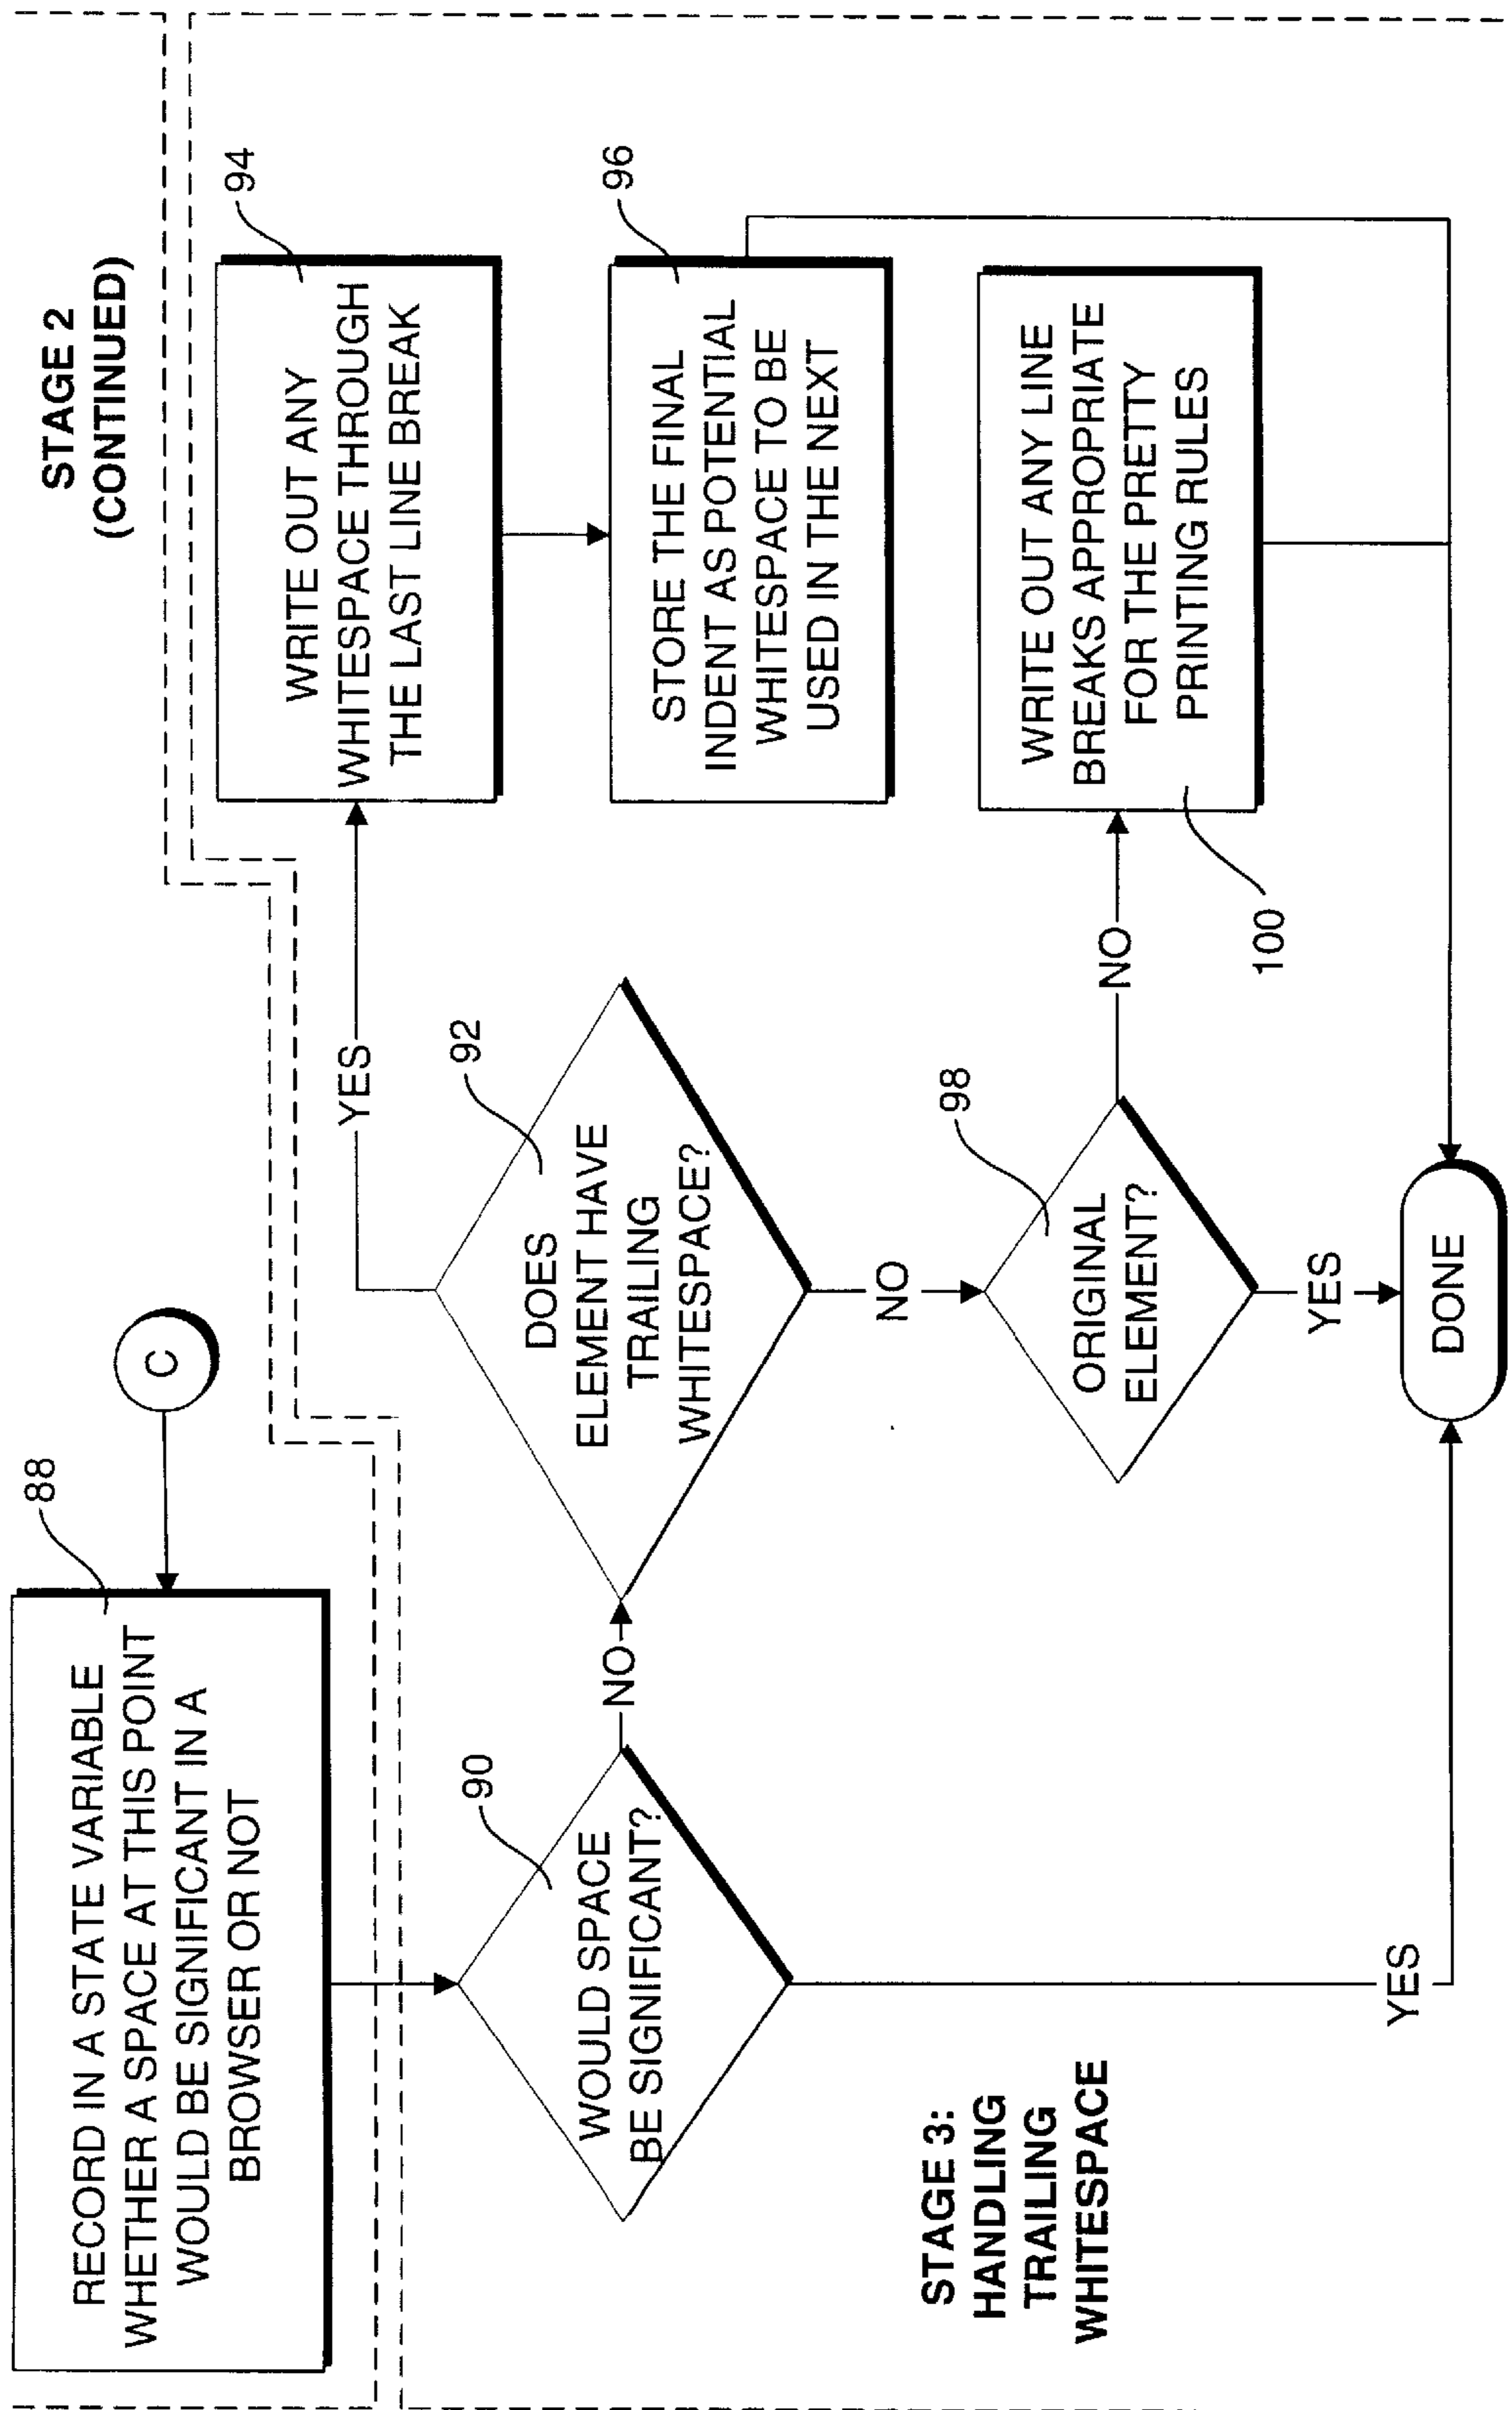 STAGE 2
(CONTINUED)
C
88
RECORD IN A STATE VARIABLE
WHETHER A SPACE AT THIS POINT
WOULD BE SIGNIFICANT IN A
BROWSER OR NOT
90
WOULD SPACE
BE SIGNIFICANT?
NO
YES
92
DOES
ELEMENT HAVE
TRAILING
WHITESPACE?
YES
NO
94
WRITE OUT ANY
WHITESPACE THROUGH
THE LAST LINE BREAK
96
STORE THE FINAL
INDENT AS POTENTIAL
WHITESPACE TO BE
USED IN THE NEXT
98
ORIGINAL
ELEMENT?
NO
YES
WRITE OUT ANY LINE
BREAKS APPROPRIATE
FOR THE PRETTY
PRINTING RULES
100
STAGE 3:
HANDLING
TRAILING
WHITESPACE
DONE